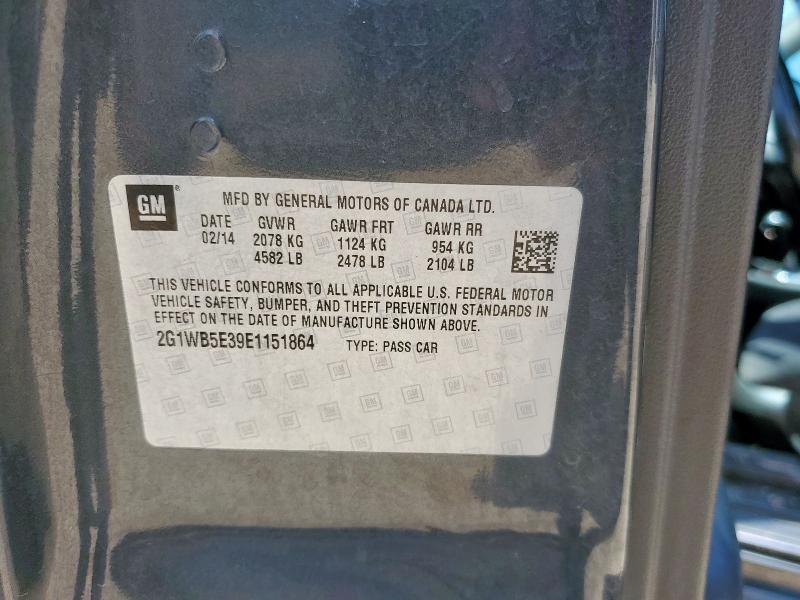 GM ® MFD BY GENERAL MOTORS OF CANADA LTD.
DATE GVWR GAWR FRT GAWR RR
02/14 2078 KG 1124 KG 954 KG
4582 LB 2478 LB 2104 LB
THIS VEHICLE CONFORMS TO ALL APPLICABLE U.S. FEDERAL MOTOR
VEHICLE SAFETY, BUMPER, AND THEFT PREVENTION STANDARDS IN
EFFECT ON THE DATE OF MANUFACTURE SHOWN ABOVE.
2G1WB5E39E1151864 TYPE: PASS CAR